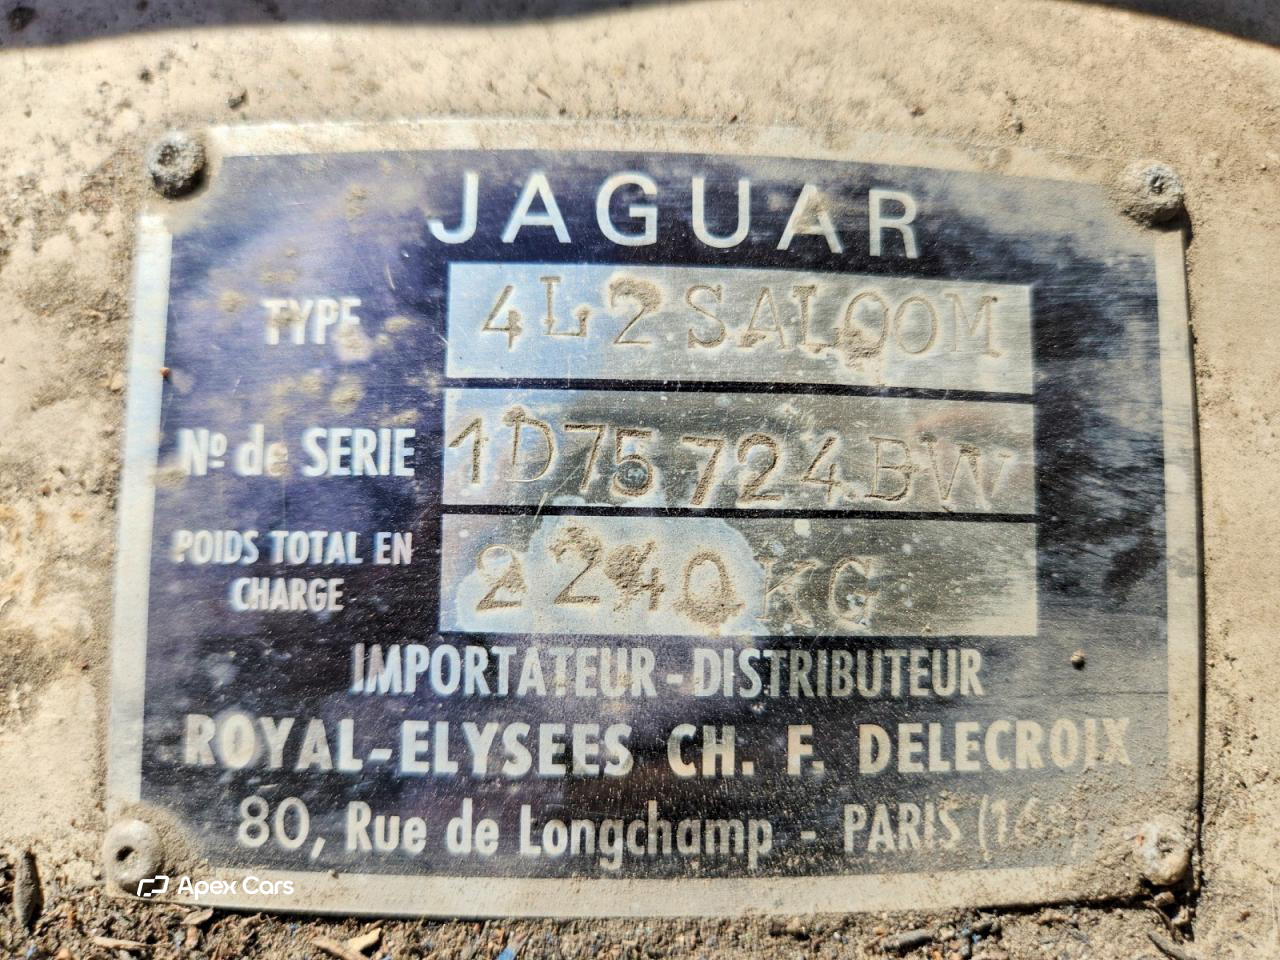 JAGUAR
TYPE 4L2 SALOOM
Nº de SERIE 1D75724BW
POIDS TOTAL EN CHARGE 2240 KG
IMPORTATEUR-DISTRIBUTEUR
ROYAL-ELYSEES CH. F. DELECROIX
80, Rue de Longchamp - PARIS
Apex Cars